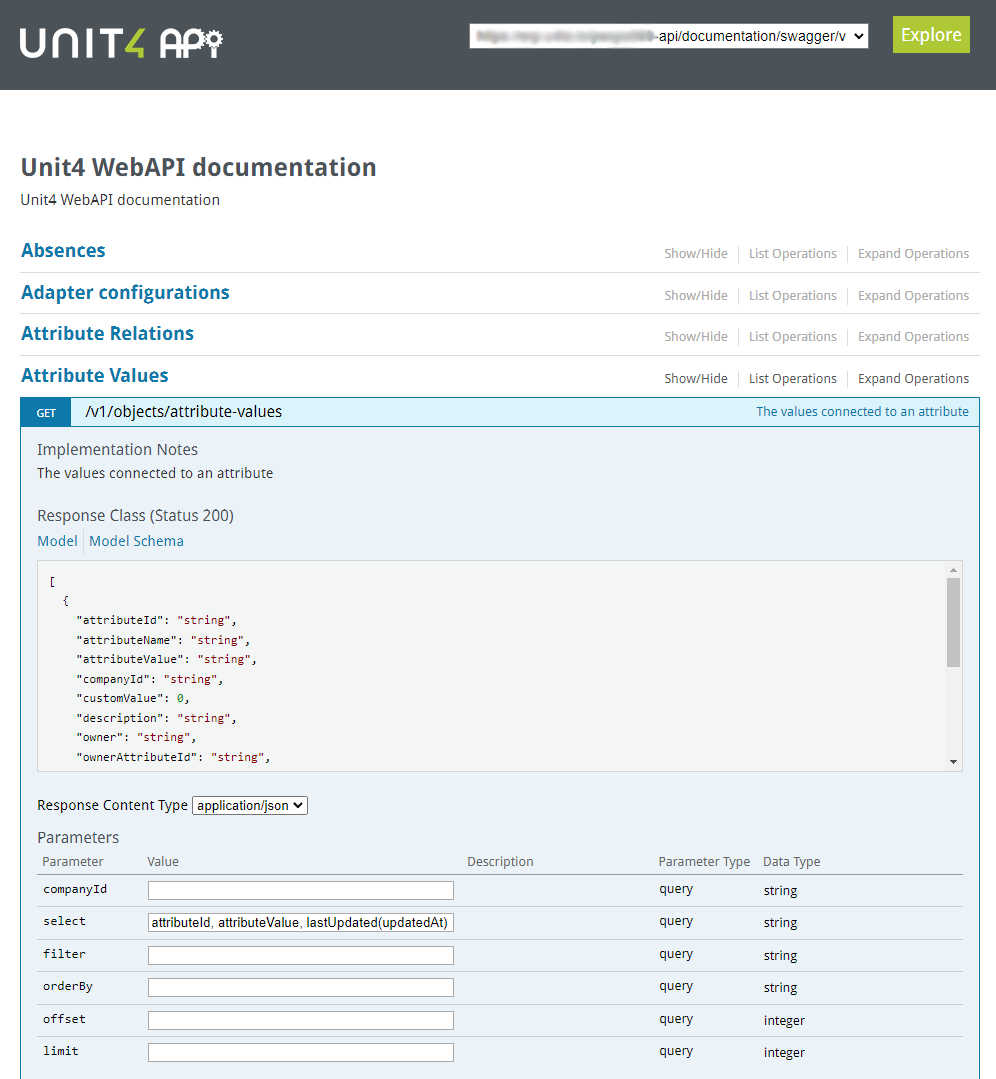 UNIT4 API
-api/documentation/swagger/v
Explore
Unit4 WebAPI documentation
Unit4 WebAPI documentation
Absences Show/Hide List Operations Expand Operations
Adapter configurations Show/Hide List Operations Expand Operations
Attribute Relations Show/Hide List Operations Expand Operations
Attribute Values Show/Hide List Operations Expand Operations
GET /v1/objects/attribute-values The values connected to an attribute
Implementation Notes
The values connected to an attribute
Response Class (Status 200)
Model Model Schema
[
{
"attributeId": "string",
"attributeName": "string",
"attributeValue": "string",
"companyId": "string",
"customValue": 0,
"description": "string",
"owner": "string",
"ownerAttributeId": "string",
Response Content Type application/json
Parameters
Parameter Value Description Parameter Type Data Type
companyId query string
select attributeId, attributeValue, lastUpdated(updatedAt) query string
filter query string
orderBy query string
offset query integer
limit query integer